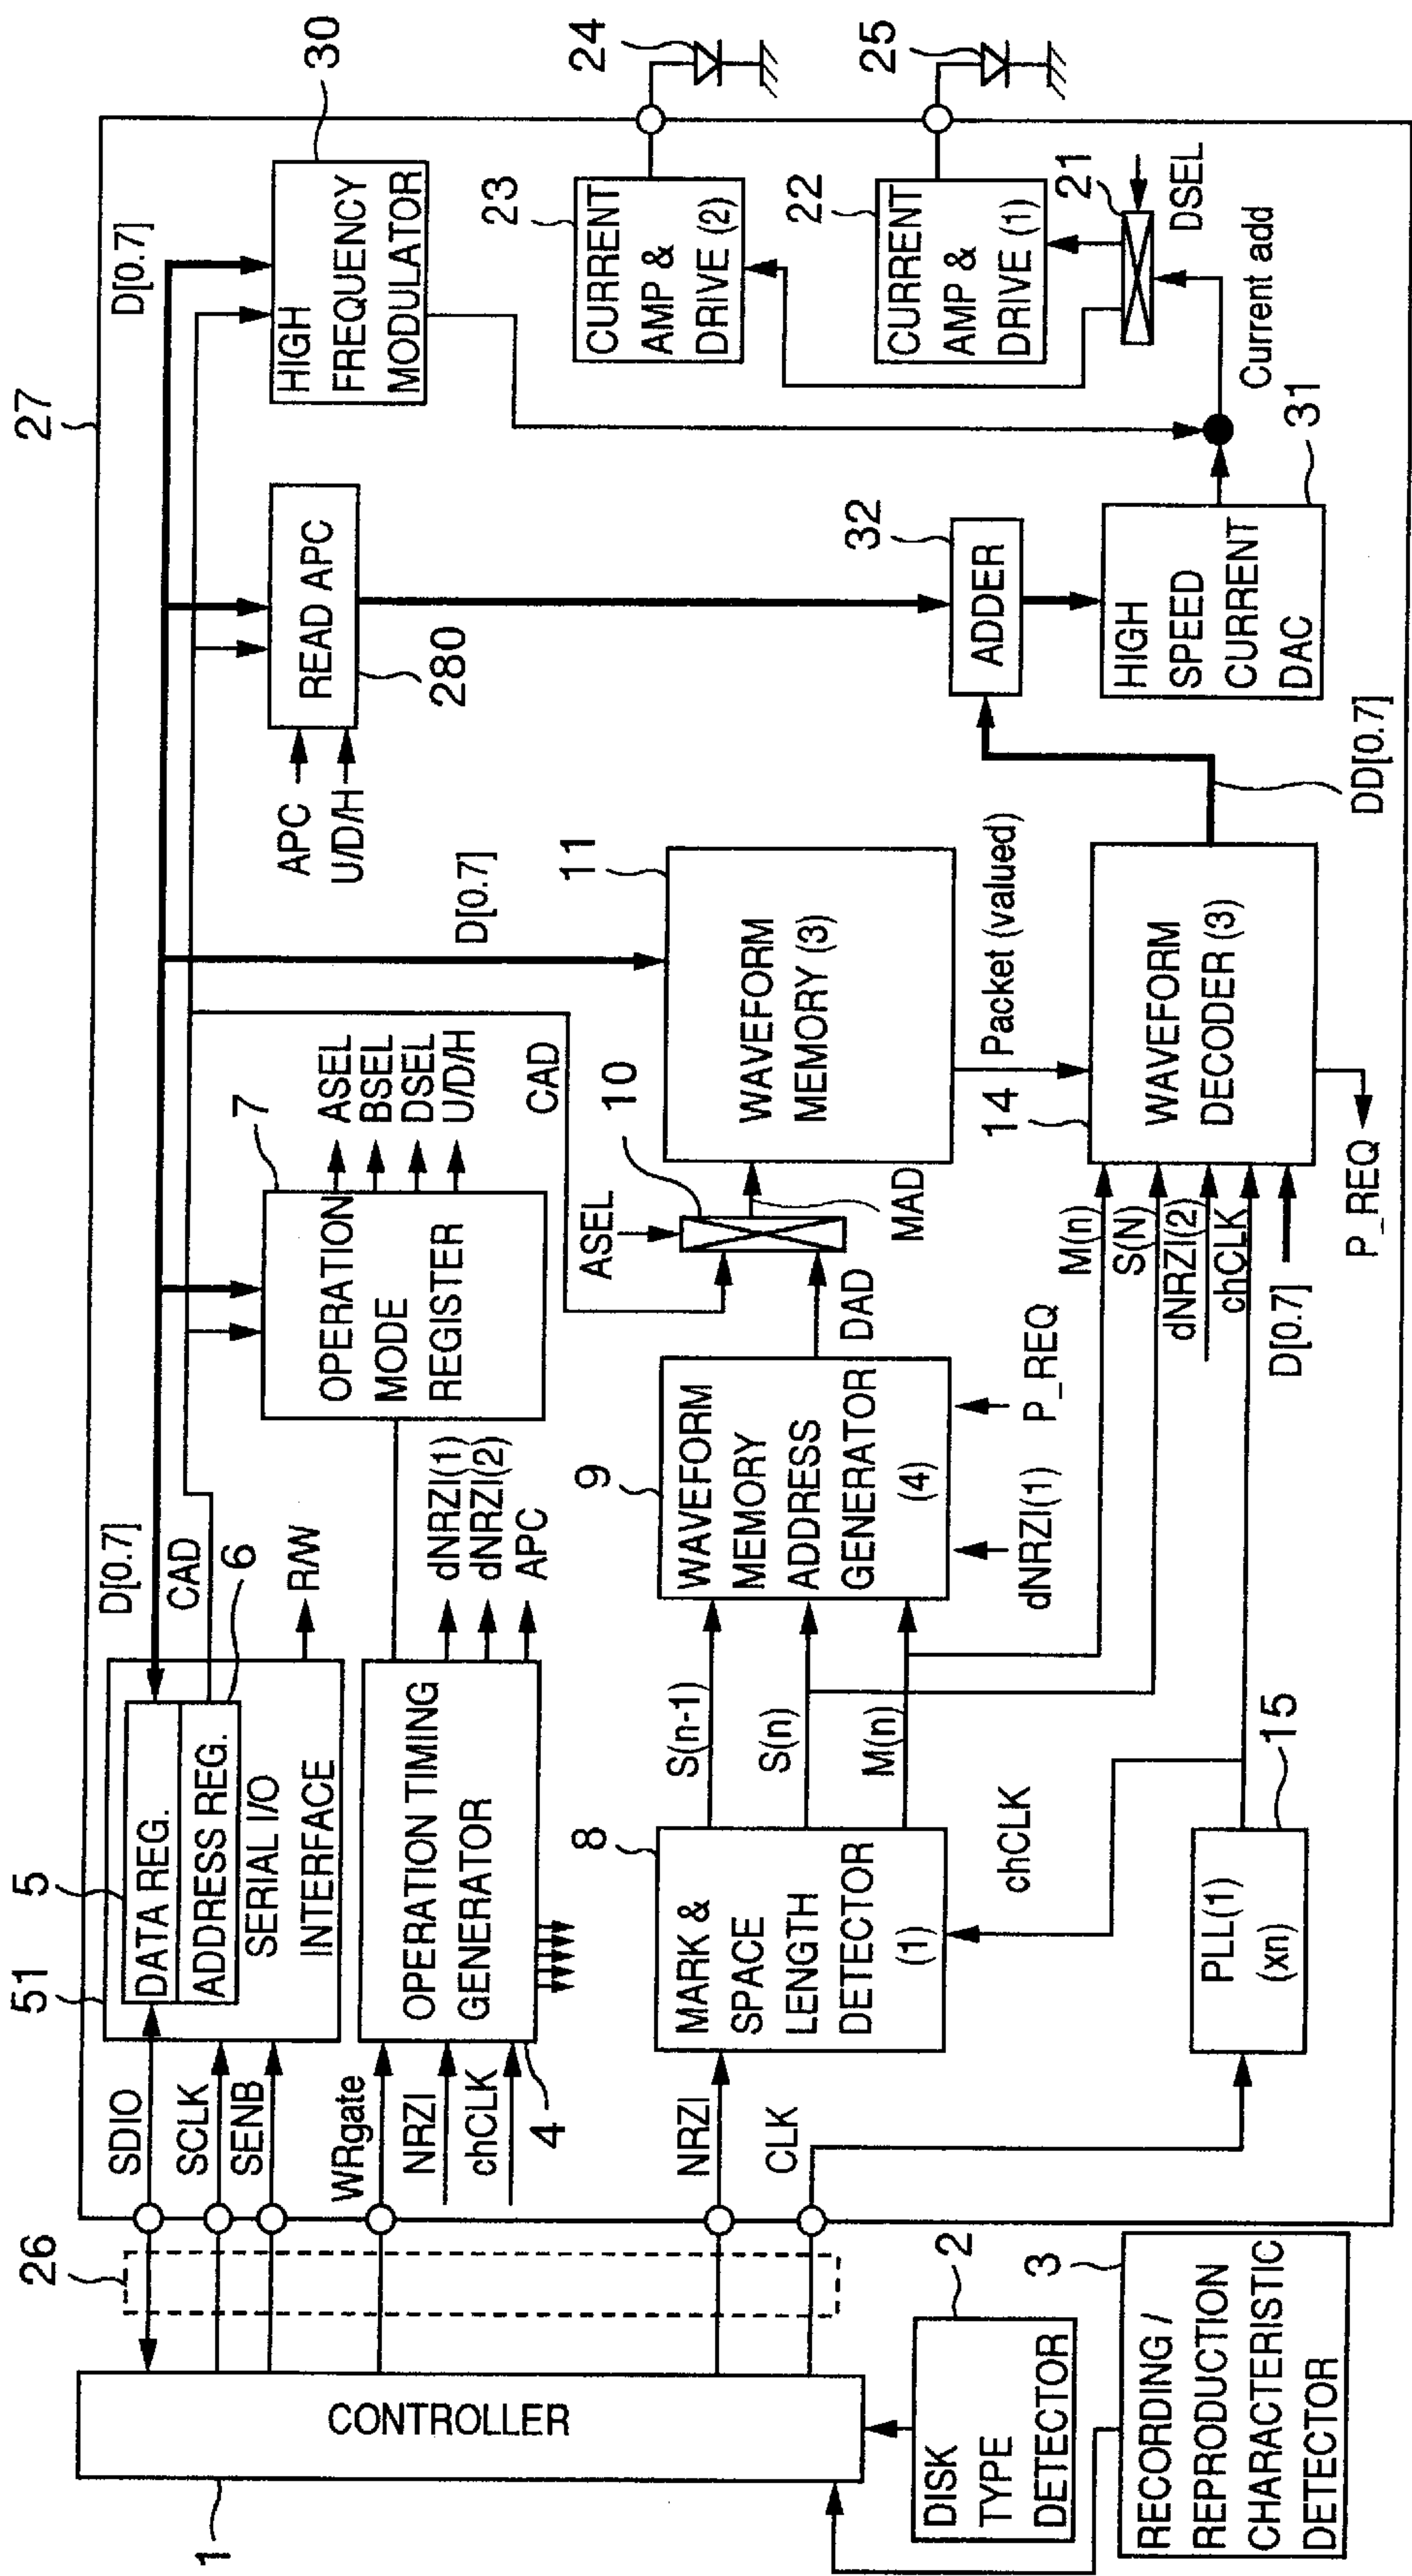 27
30
D[0.7]
HIGH
FREQUENCY
MODULATOR
24
23
CURRENT
AMP &
DRIVE (2)
25
22
CURRENT
AMP &
DRIVE (1)
21
DSEL
Current add
31
HIGH
SPEED
CURRENT
DAC
32
ADDER
READ APC
280
APC
U/D/H
DD[0.7]
D[0.7]
11
WAVEFORM
MEMORY (3)
Packet (valued)
14
WAVEFORM
DECODER (3)
P_REQ
M(n)
S(N)
dNRZI(2)
chCLK
D[0.7]
CAD
10
ASEL
MAD
DAD
7
OPERATION
MODE
REGISTER
ASEL
BSEL
DSEL
U/D/H
9
WAVEFORM
MEMORY
ADDRESS
GENERATOR
(4)
P_REQ
dNRZI(1)
D[0.7]
CAD
6
R/W
dNRZI(1)
dNRZI(2)
APC
51
5
DATA REG.
ADDRESS REG.
SERIAL I/O
INTERFACE
OPERATION TIMING
GENERATOR
4
S(n-1)
S(n)
M(n)
8
MARK &
SPACE
LENGTH
DETECTOR
(1)
chCLK
15
PLL(1)
(xn)
SDIO
SCLK
SENB
WRgate
NRZI
chCLK
NRZI
CLK
26
CONTROLLER
1
2
DISK
TYPE
DETECTOR
3
RECORDING /
REPRODUCTION
CHARACTERISTIC
DETECTOR